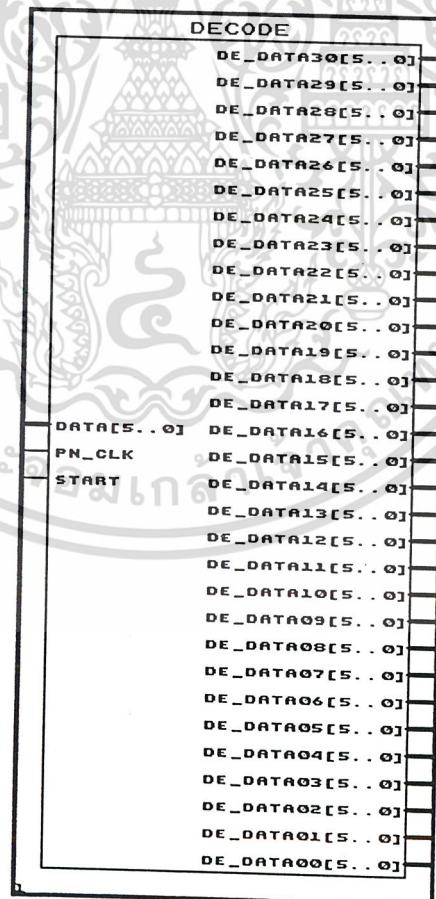 DECODE
DE_DATA30[5..0]
DE_DATA29[5..0]
DE_DATA28[5..0]
DE_DATA27[5..0]
DE_DATA26[5..0]
DE_DATA25[5..0]
DE_DATA24[5..0]
DE_DATA23[5..0]
DE_DATA22[5..0]
DE_DATA21[5..0]
DE_DATA20[5..0]
DE_DATA19[5..0]
DE_DATA18[5..0]
DE_DATA17[5..0]
DATA[5..0] DE_DATA16[5..0]
PN_CLK DE_DATA15[5..0]
START DE_DATA14[5..0]
DE_DATA13[5..0]
DE_DATA12[5..0]
DE_DATA11[5..0]
DE_DATA10[5..0]
DE_DATA09[5..0]
DE_DATA08[5..0]
DE_DATA07[5..0]
DE_DATA06[5..0]
DE_DATA05[5..0]
DE_DATA04[5..0]
DE_DATA03[5..0]
DE_DATA02[5..0]
DE_DATA01[5..0]
DE_DATA00[5..0]